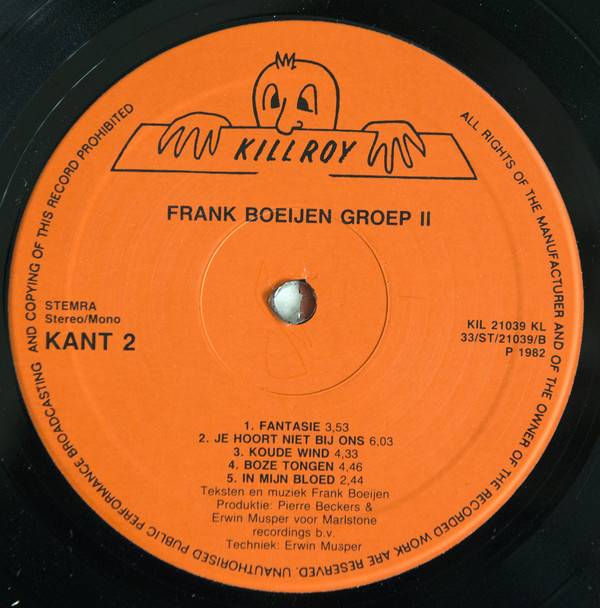 KILLROY
FRANK BOEIJEN GROEP II
STEMRA
Stereo/Mono
KANT 2
KIL 21039 KL
33/ST/21039/B
P 1982
1. FANTASIE 3,53
2. JE HOORT NIET BIJ ONS 6,03
3. KOUDE WIND 4,33
4. BOZE TONGEN 4,46
5. IN MIJN BLOED 2,44
Teksten en muziek Frank Boeijen
Produktie: Pierre Beckers &
Erwin Musper voor Marlstone
recordings b.v.
Techniek: Erwin Musper
ALL RIGHTS OF THE MANUFACTURER AND OF THE OWNER OF THE RECORDED WORK ARE RESERVED. UNAUTHORISED PUBLIC PERFORMANCE BROADCASTING AND COPYING OF THIS RECORD PROHIBITED